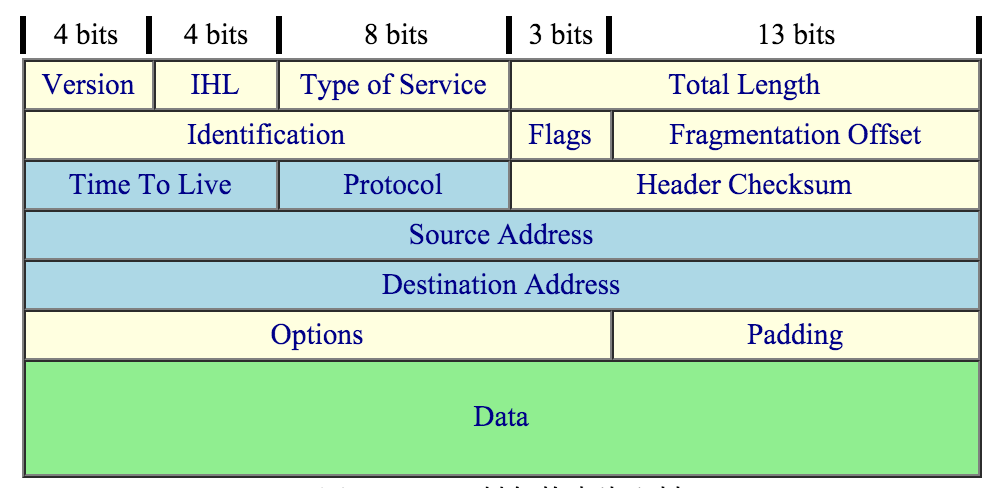 4 bits 4 bits 8 bits 3 bits 13 bits
Version IHL Type of Service Total Length
Identification Flags Fragmentation Offset
Time To Live Protocol Header Checksum
Source Address
Destination Address
Options Padding
Data